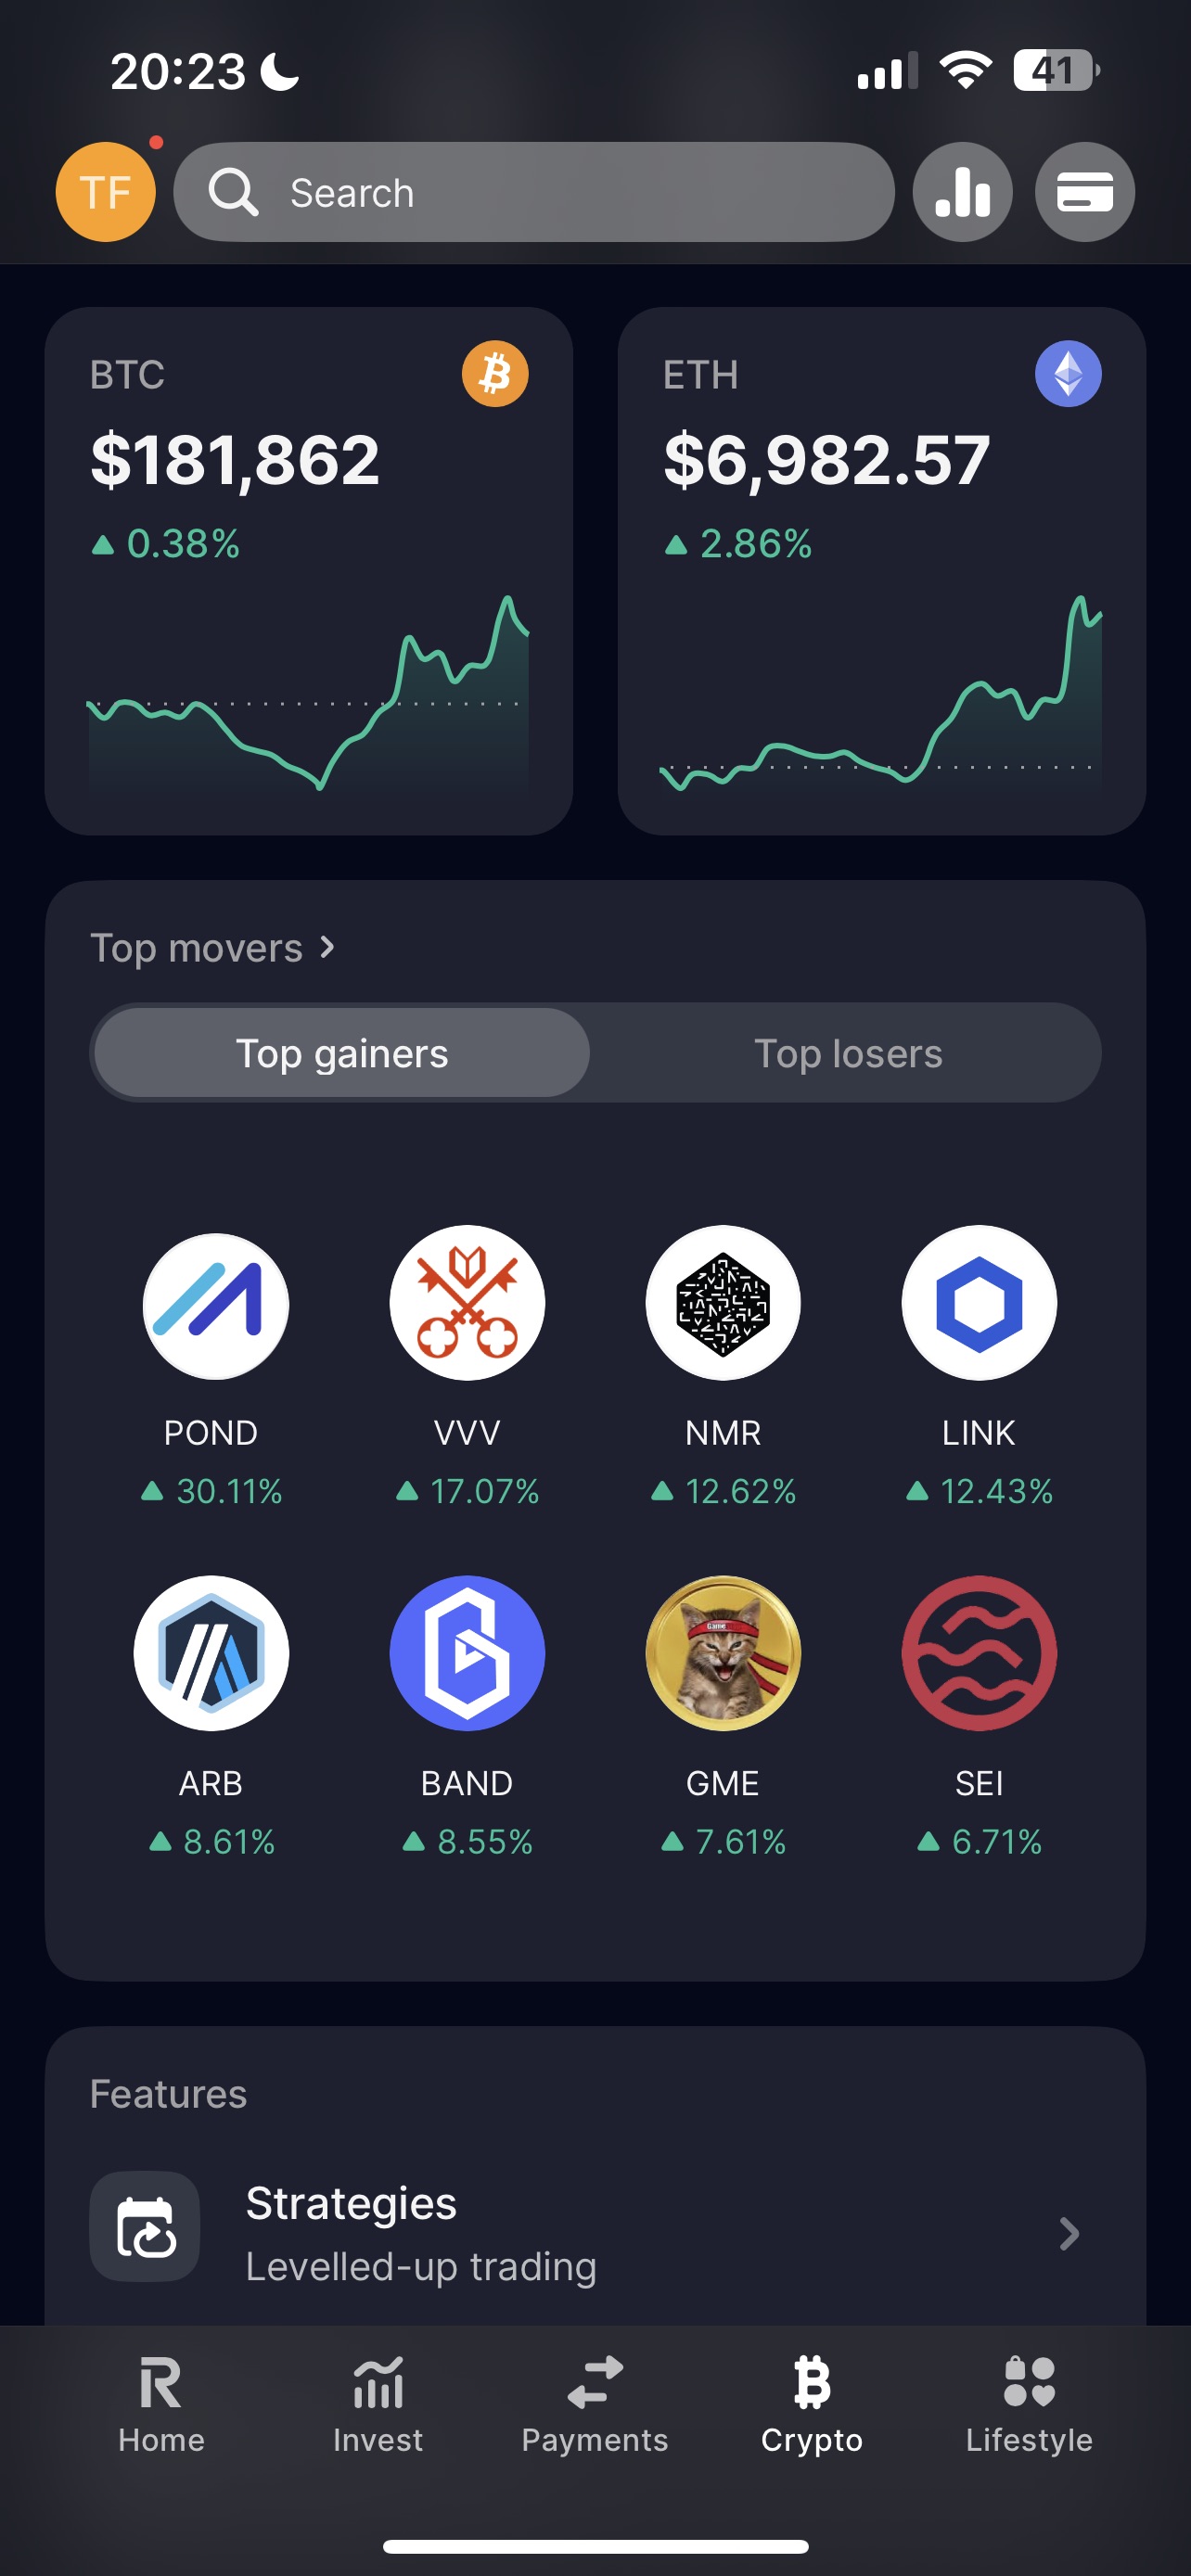 20:23
41
TF
Search
BTC
$181,862
▲ 0.38%
ETH
$6,982.57
▲ 2.86%
Top movers >
Top gainers
Top losers
POND
▲ 30.11%
VVV
▲ 17.07%
NMR
▲ 12.62%
LINK
▲ 12.43%
ARB
▲ 8.61%
BAND
▲ 8.55%
Game
GME
▲ 7.61%
SEI
▲ 6.71%
Features
Strategies
Levelled-up trading
Home
Invest
Payments
Crypto
Lifestyle